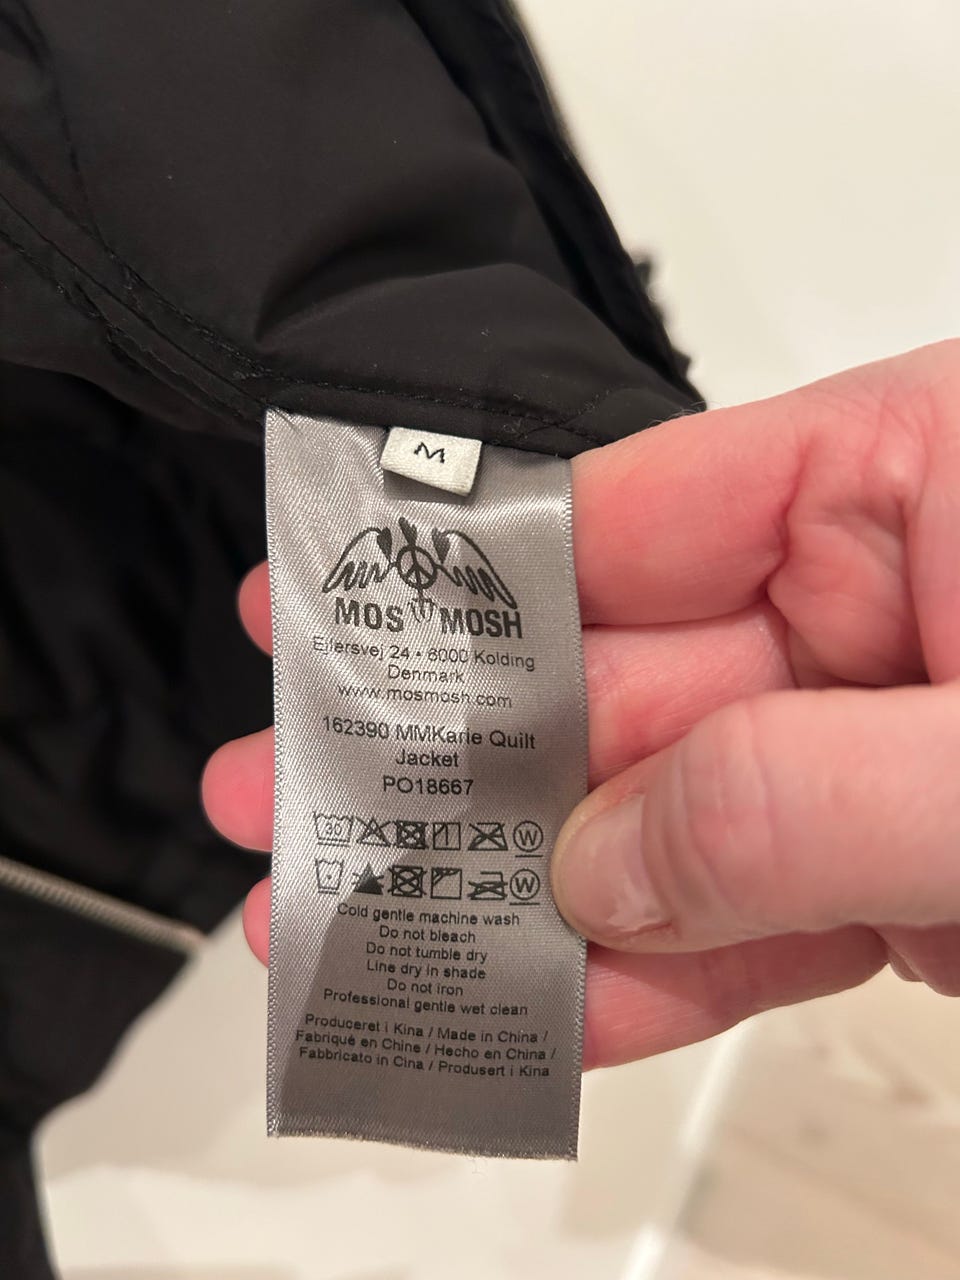 M
MOS MOSH
Ejlersvej 24 • 6000 Kolding
Denmark
www.mosmosh.com
162390 MMKarie Quilt
Jacket
PO18667
30 W
W
Cold gentle machine wash
Do not bleach
Do not tumble dry
Line dry in shade
Do not iron
Professional gentle wet clean
Produceret i Kina / Made in China /
Fabriqué en Chine / Hecho en China /
Fabbricato in Cina / Produsert i Kina